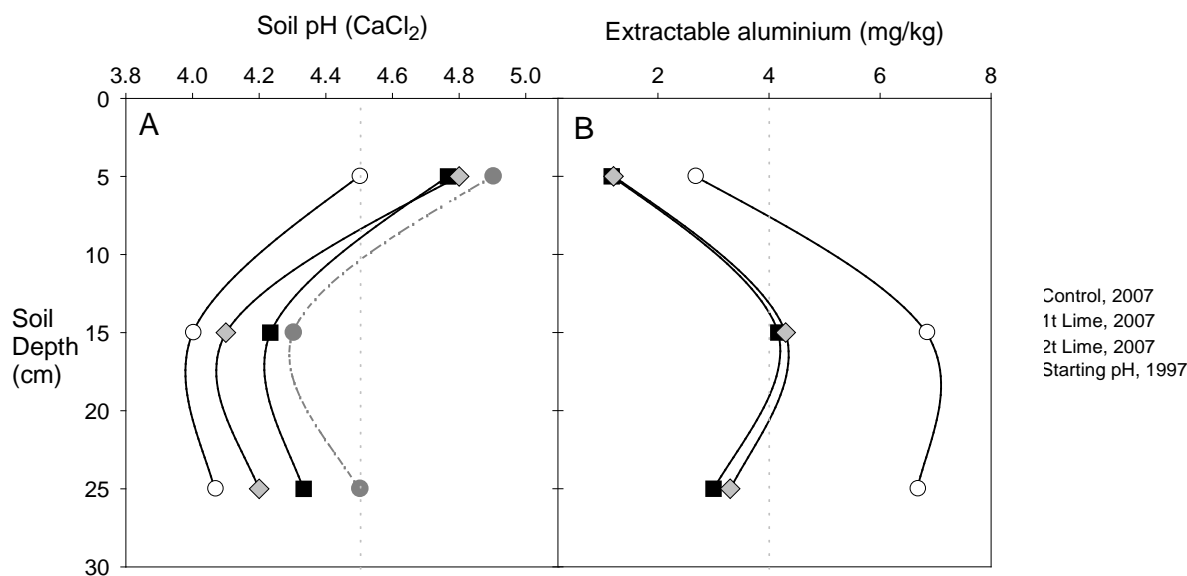 Soil pH (CaCl2)
Extractable aluminium (mg/kg)
3.8 4.0 4.2 4.4 4.6 4.8 5.0
2 4 6 8
0
A
B
5
10
15
20
25
30
Soil
Depth
(cm)
Control, 2007
1t Lime, 2007
2t Lime, 2007
Starting pH, 1997